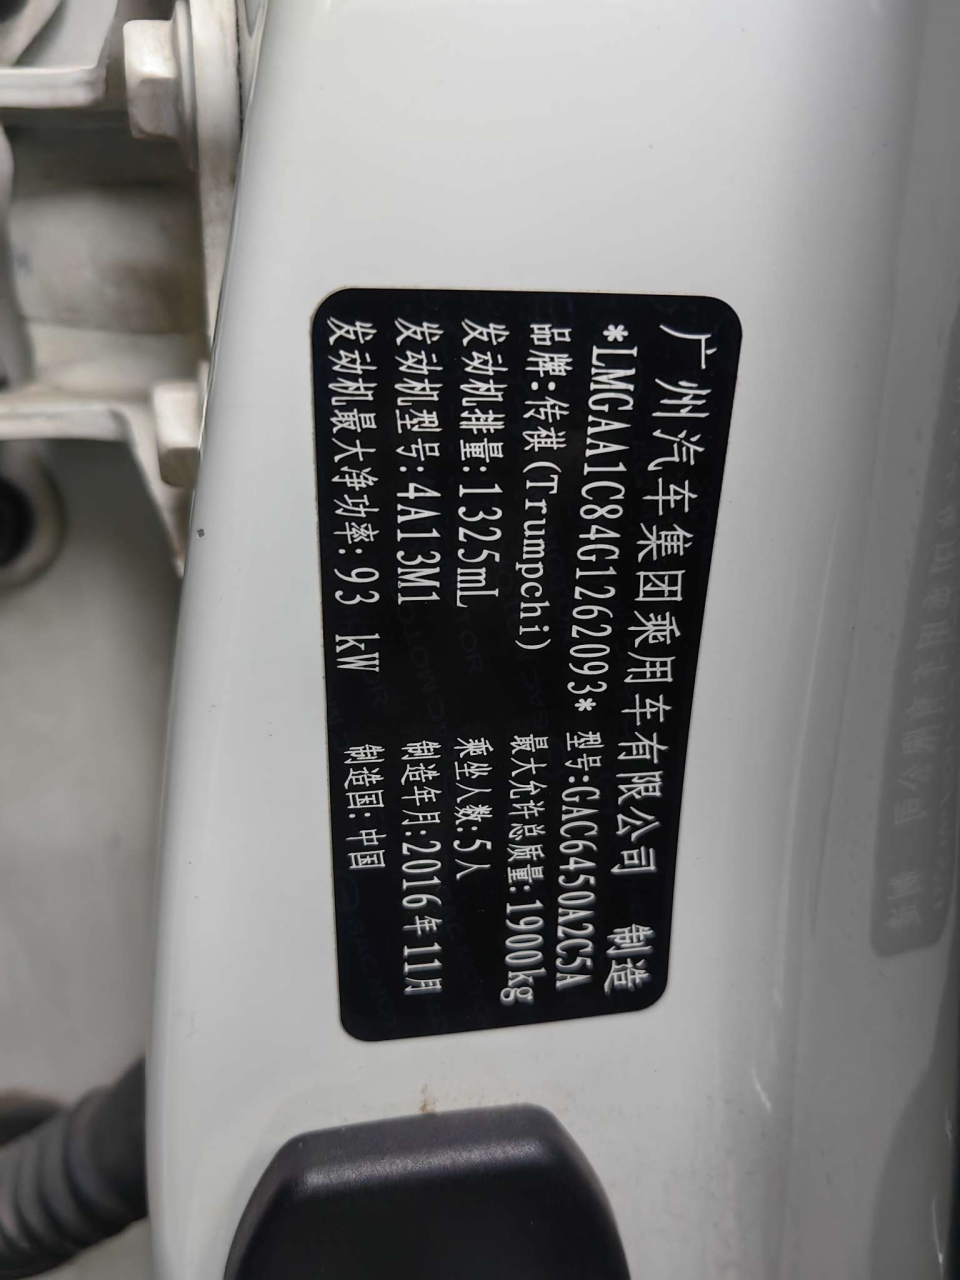 广州汽车集团乘用车有限公司 制造
*LMGAA1C84G1262093* 型号:GAC6450A2C5A
品牌:传祺(Trumpchi) 最大允许总质量:1900kg
发动机排量:1325mL 乘坐人数:5人
发动机型号:4A13M1 制造年月:2016年11月
发动机最大净功率:93 kW 制造国:中国